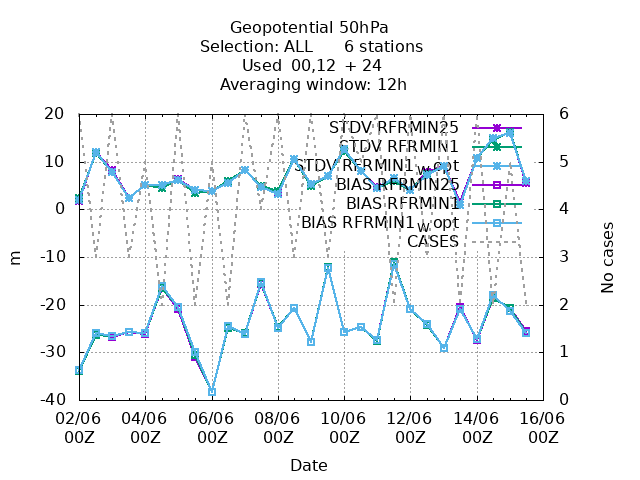 Geopotential 50hPa
Selection: ALL 6 stations
Used 00,12 + 24
Averaging window: 12h
20 6
STDV RFRMIN25
STDV RFRMIN1
10 5
STDV RFRMIN1_w_opt
BIAS RFRMIN25
BIAS RFRMIN1
0 4
BIAS RFRMIN1_w_opt
CASES
-10 3
m
No cases
-20 2
-30 1
-40 0
02/06 04/06 06/06 08/06 10/06 12/06 14/06 16/06
00Z 00Z 00Z 00Z 00Z 00Z 00Z 00Z
Date